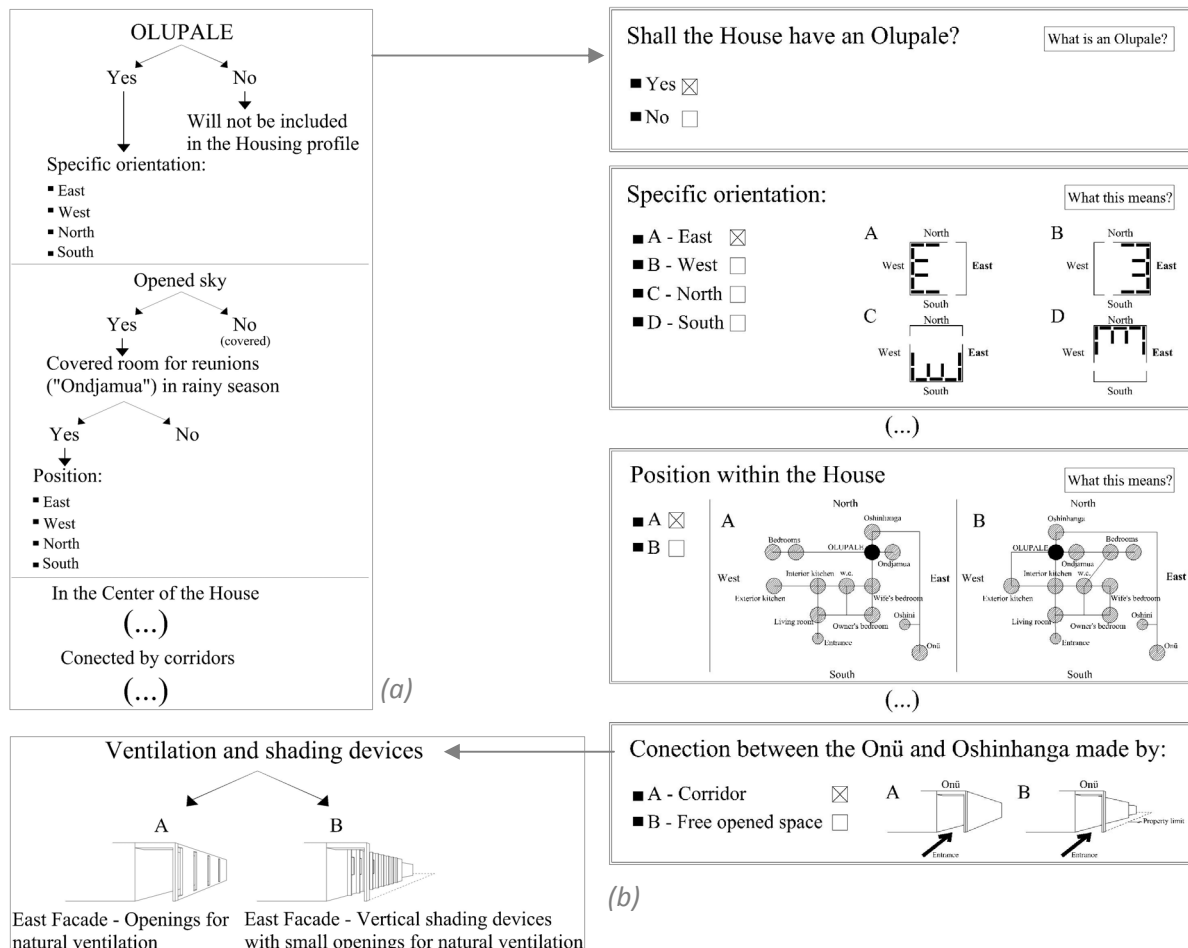 OLUPALE
Yes
No
Will not be included
in the Housing profile
Specific orientation:
▪ East
▪ West
▪ North
▪ South
Opened sky
Yes
No
(covered)
Covered room for reunions
("Ondjamua") in rainy season
Yes
No
Position:
▪ East
▪ West
▪ North
▪ South
In the Center of the House
(...)
Conected by corridors
(...)
(a)
Shall the House have an Olupale?
What is an Olupale?
▪ Yes ☒
▪ No ☐
Specific orientation:
What this means?
▪ A - East ☒
▪ B - West ☐
▪ C - North ☐
▪ D - South ☐
A
North
West
East
South
B
North
West
East
South
C
North
West
East
South
D
North
West
East
South
(...)
Position within the House
What this means?
▪ A ☒
▪ B ☐
North
A
Oshinhanga
Bedrooms
OLUPALE
Ondjamua
West
East
Interior kitchen
w.c.
Exterior kitchen
Wife's bedroom
Living room
Owner's bedroom
Oshini
Entrance
Onü
South
North
B
Oshinhanga
OLUPALE
Bedrooms
Ondjamua
West
East
Interior kitchen
w.c.
Exterior kitchen
Wife's bedroom
Living room
Owner's bedroom
Oshini
Entrance
Onü
South
(...)
Conection between the Onü and Oshinhanga made by:
▪ A - Corridor ☒
▪ B - Free opened space ☐
A
Onü
Entrance
B
Onü
Property limit
Entrance
(b)
Ventilation and shading devices
A
B
East Facade - Openings for
natural ventilation
East Facade - Vertical shading devices
with small openings for natural ventilation